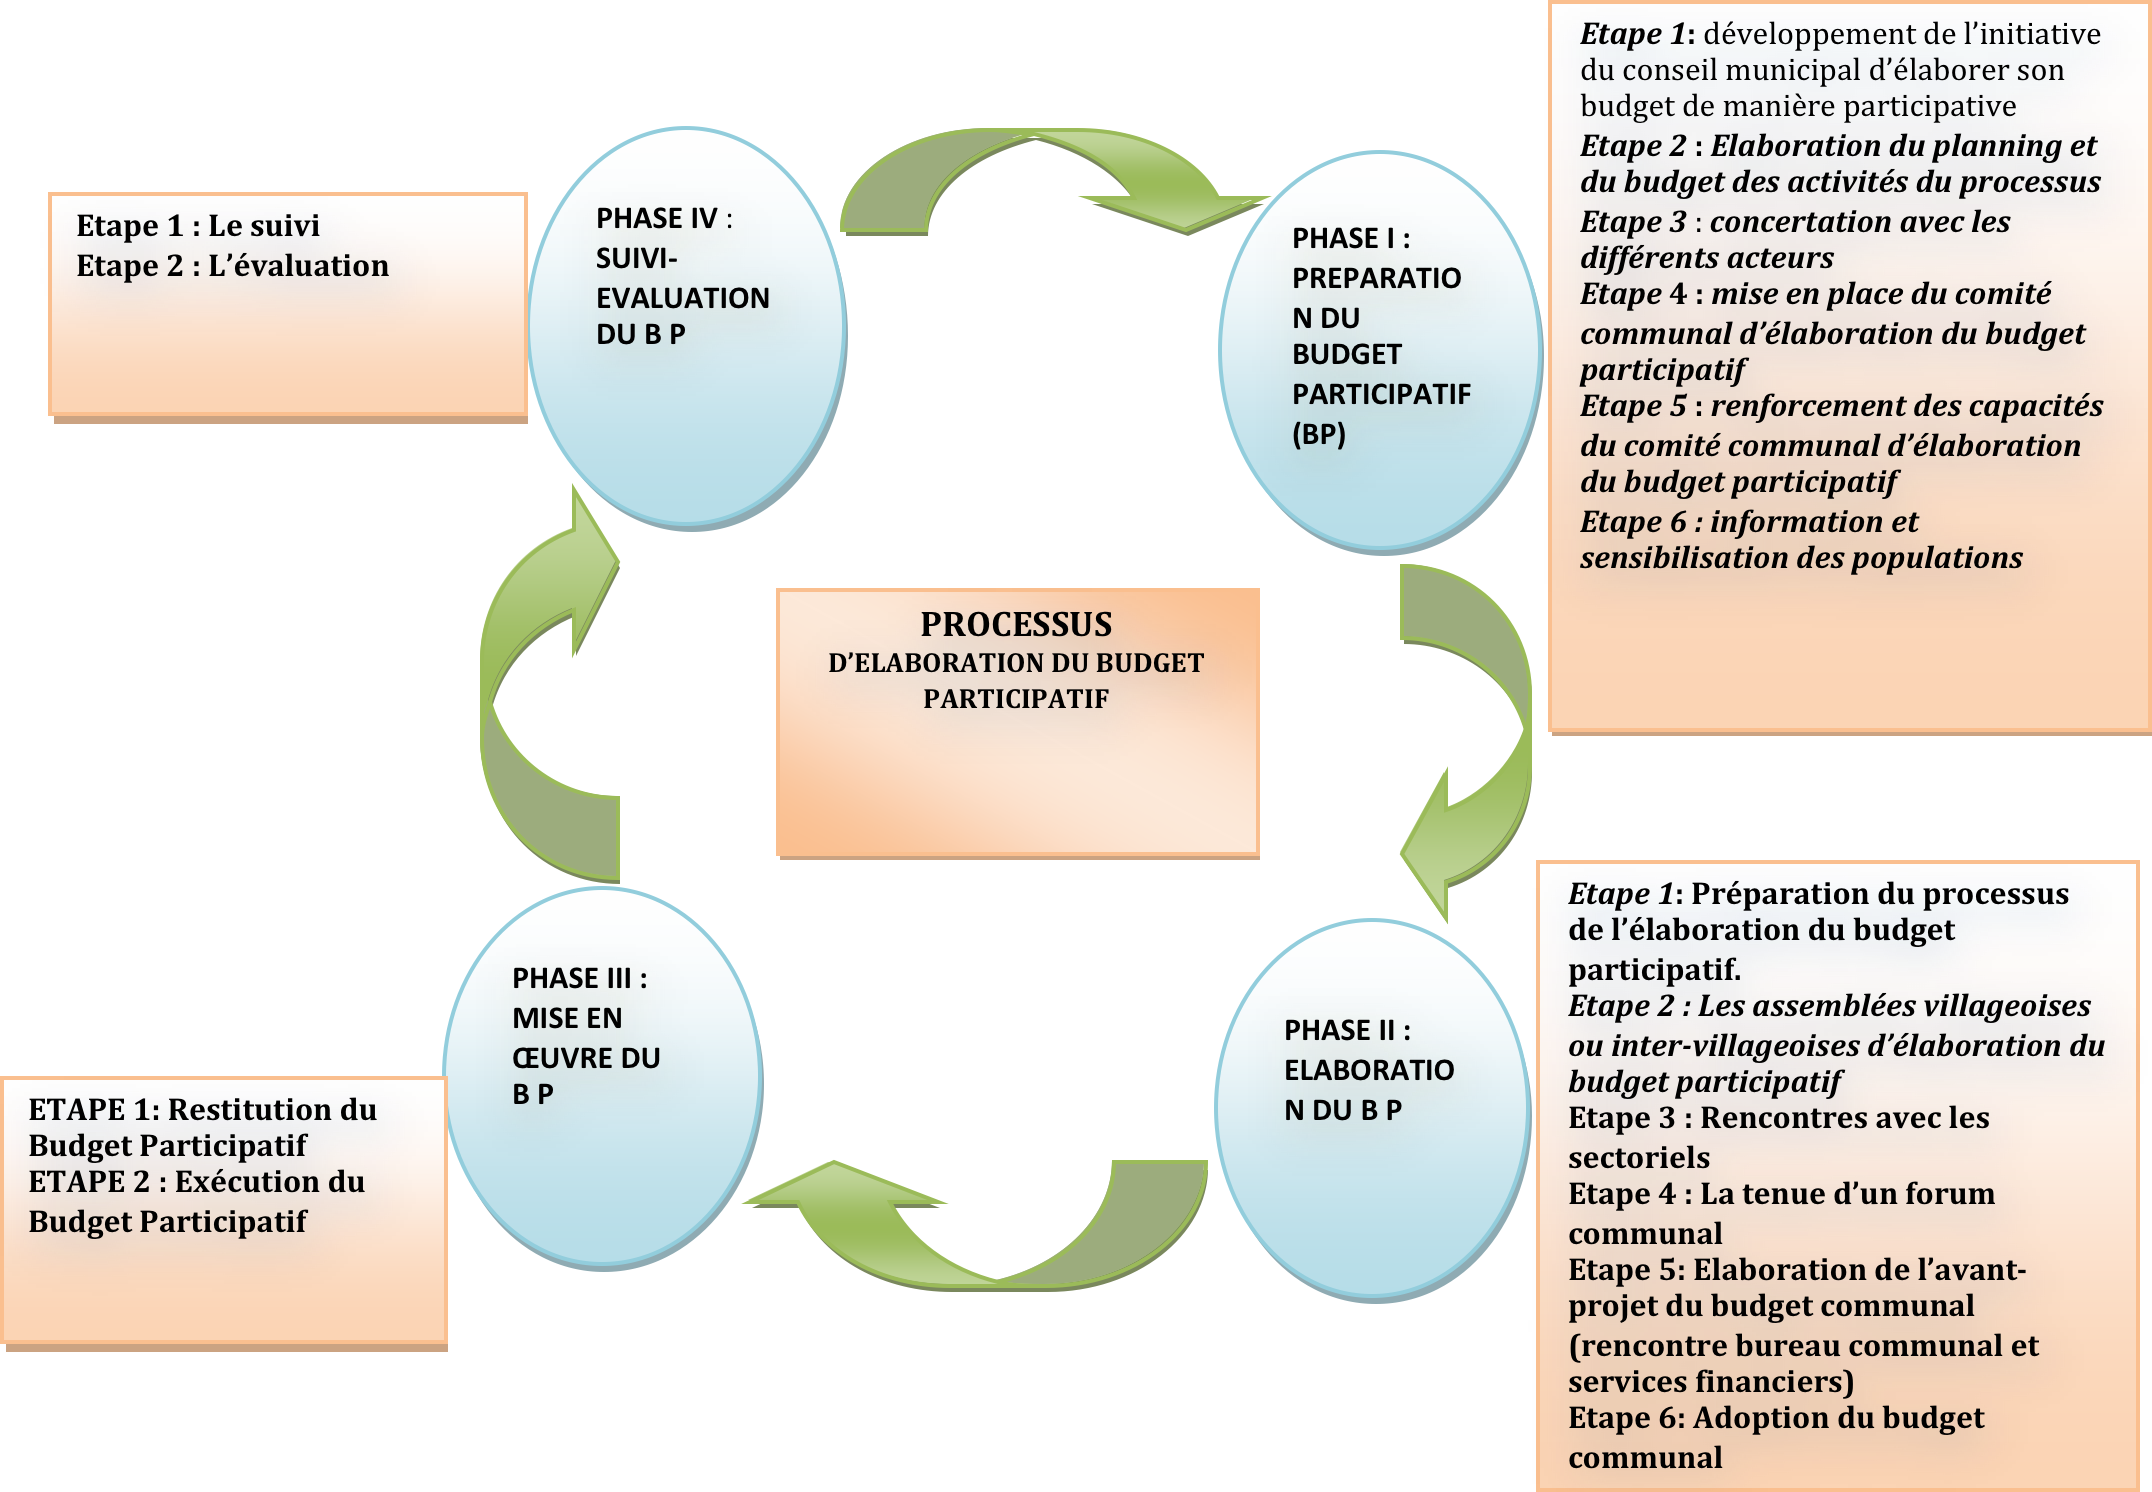 Etape 1: développement de l’initiative
du conseil municipal d’élaborer son
budget de manière participative
Etape 2 : Elaboration du planning et
du budget des activités du processus
Etape 3 : concertation avec les
différents acteurs
Etape 4 : mise en place du comité
communal d’élaboration du budget
participatif
Etape 5 : renforcement des capacités
du comité communal d’élaboration
du budget participatif
Etape 6 : information et
sensibilisation des populations
Etape 1 : Le suivi
Etape 2 : L’évaluation
PHASE IV :
SUIVI-
EVALUATION
DU B P
PHASE I :
PREPARATIO
N DU
BUDGET
PARTICIPATIF
(BP)
PROCESSUS
D’ELABORATION DU BUDGET
PARTICIPATIF
PHASE III :
MISE EN
ŒUVRE DU
B P
PHASE II :
ELABORATIO
N DU B P
ETAPE 1: Restitution du
Budget Participatif
ETAPE 2 : Exécution du
Budget Participatif
Etape 1: Préparation du processus
de l’élaboration du budget
participatif.
Etape 2 : Les assemblées villageoises
ou inter-villageoises d’élaboration du
budget participatif
Etape 3 : Rencontres avec les
sectoriels
Etape 4 : La tenue d’un forum
communal
Etape 5: Elaboration de l’avant-
projet du budget communal
(rencontre bureau communal et
services financiers)
Etape 6: Adoption du budget
communal